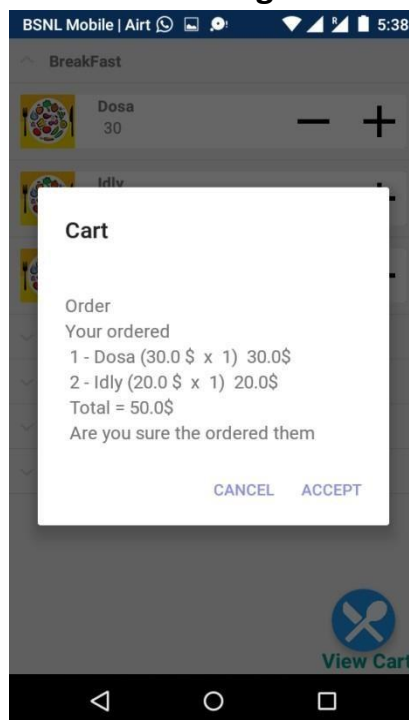 BSNL Mobile | Airt
5:38
BreakFast
Dosa
30
Idly
Cart
Order
Your ordered
1 - Dosa (30.0 $ x 1) 30.0$
2 - Idly (20.0 $ x 1) 20.0$
Total = 50.0$
Are you sure the ordered them
CANCEL ACCEPT
View Cart